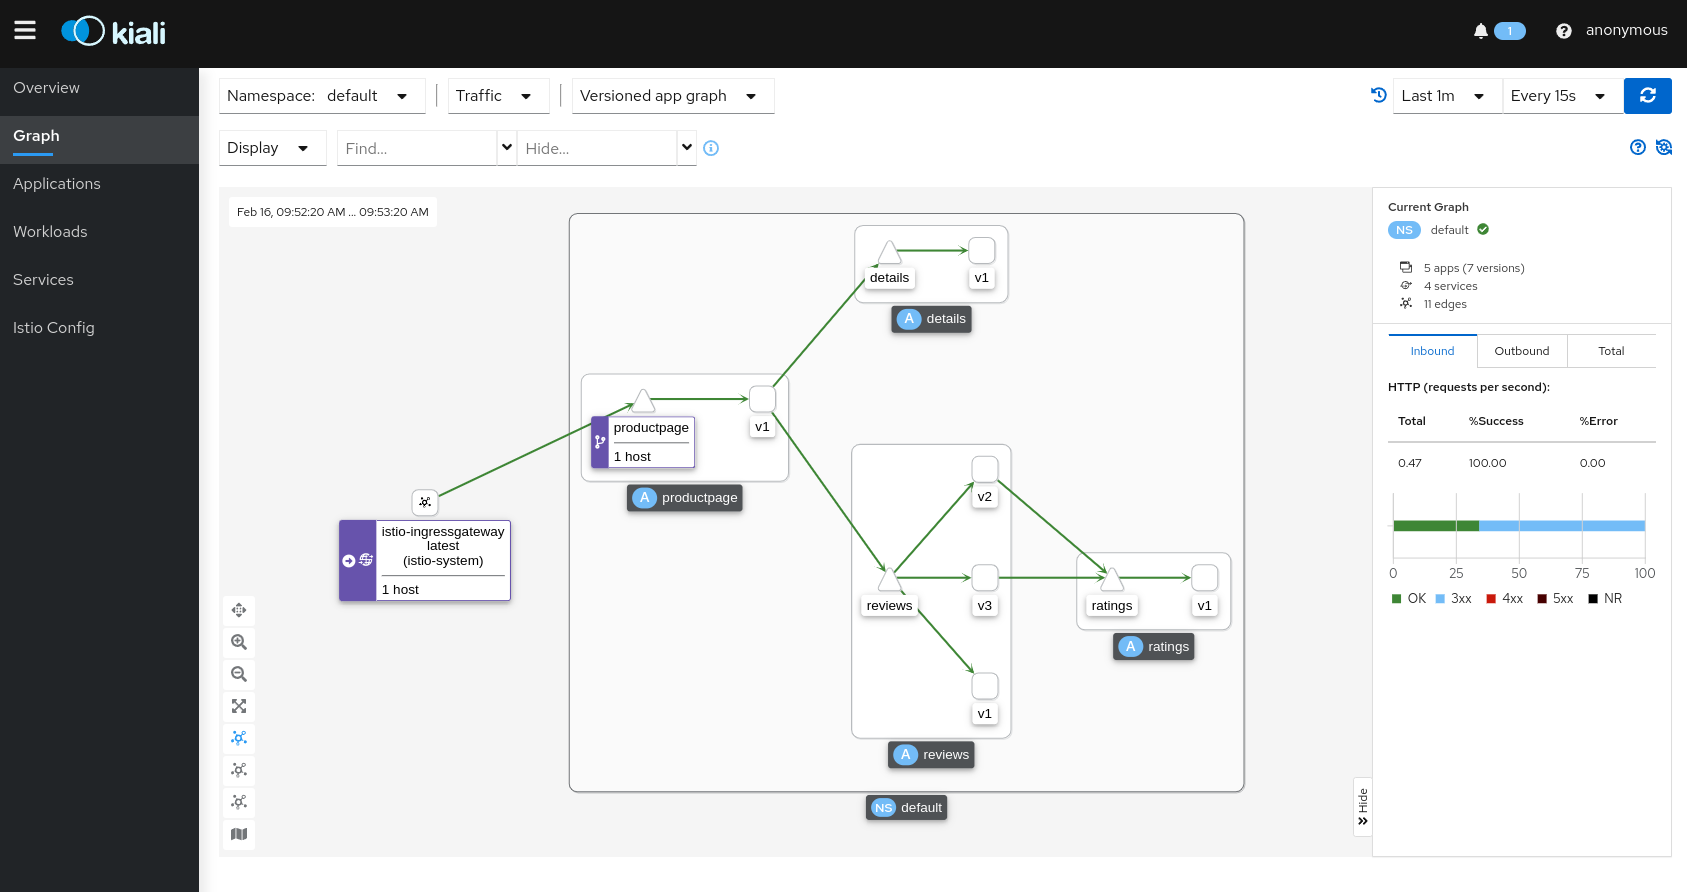 kiali
1
anonymous
Overview
Graph
Applications
Workloads
Services
Istio Config
Namespace: default
Traffic
Versioned app graph
Last 1m
Every 15s
Display
Find...
Hide...
Feb 16, 09:52:20 AM ... 09:53:20 AM
details
v1
A details
productpage
1 host
v1
A productpage
istio-ingressgateway
latest
(istio-system)
1 host
v2
reviews
v3
v1
A reviews
ratings
v1
A ratings
NS default
Hide
Current Graph
NS default
5 apps (7 versions)
4 services
11 edges
Inbound Outbound Total
HTTP (requests per second):
Total %Success %Error
0.47 100.00 0.00
0 25 50 75 100
OK 3xx 4xx 5xx NR